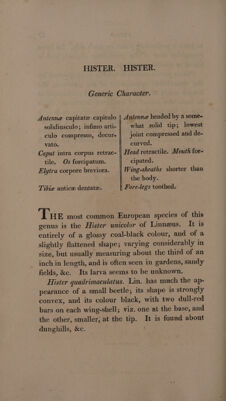 HISTER. HISTER.
Generic Character.
Antennæ capitatæ capitulo
solidiusculo; infimo arti-
culo compresso, decur-
vato.
Caput intra corpus retrac-
tile. Os forcipatum.
Elytra corpore breviora.
Tibiæ anticæ dentatæ.
Antennæ headed by a some-
what solid tip; lowest
joint compressed and de-
curved.
Head retractile. Mouth for-
cipated.
Wing-sheaths shorter than
the body.
Fore-legs toothed.
THE most common European species of this
genus is the Hister unicolor of Linnæus. It is
entirely of a glossy coal-black colour, and of a
slightly flattened shape; varying considerably in
size, but usually measuring about the third of an
inch in length, and is often seen in gardens, sandy
fields, &c. Its larva seems to be unknown.
Hister quadrimaculatus. Lin. has much the ap-
pearance of a small beetle; its shape is strongly
convex, and its colour black, with two dull-red
bars on each wing-shell; viz. one at the base, and
the other, smaller, at the tip. It is found about
dunghills, &c.